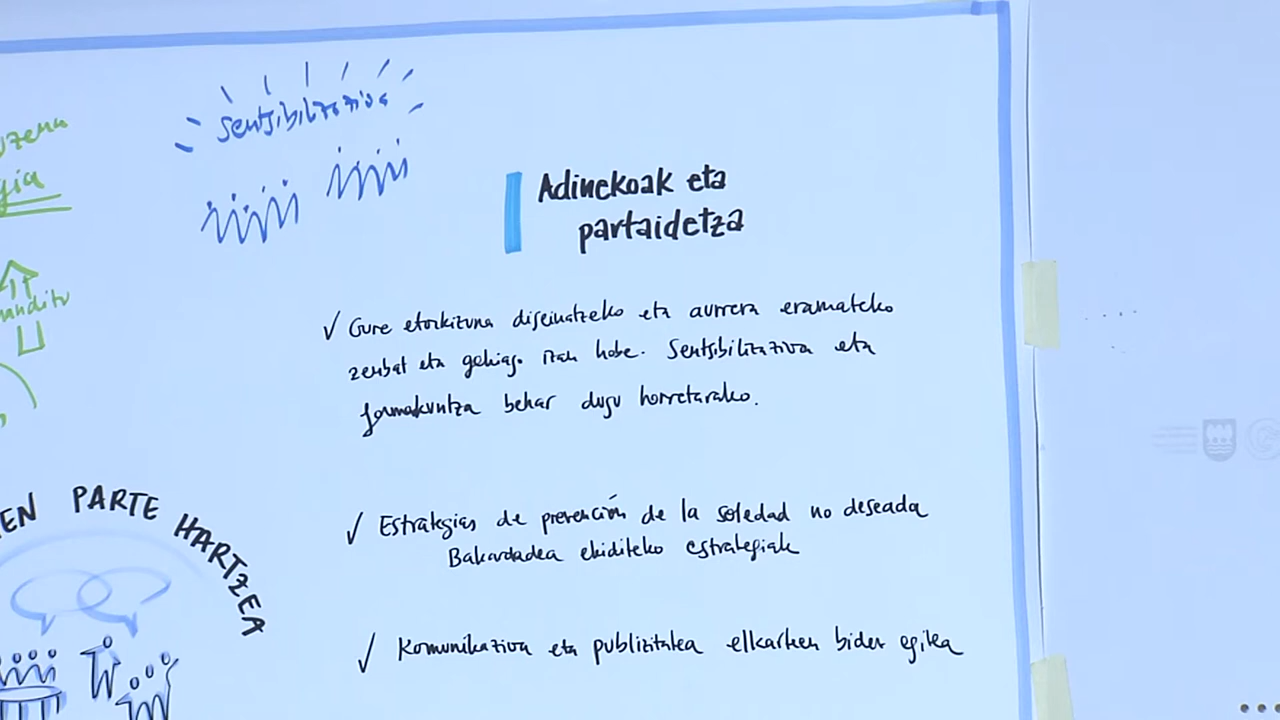 Sentsibilizazioa
Adinekoak eta
partaidetza
✓ Gure etorkizuna diseinatzeko eta aurrera eramateko
zenbat eta gehiago izan hobe. Sentsibilizazioa eta
formakuntza behar dugu horretarako.
✓ Estrategias de prevención de la soledad no deseada
Bakardadea ekiditeko estrategiak
✓ Komunikazioa eta publizitatea elkarken bidez egitea
EN PARTE HARTZEA